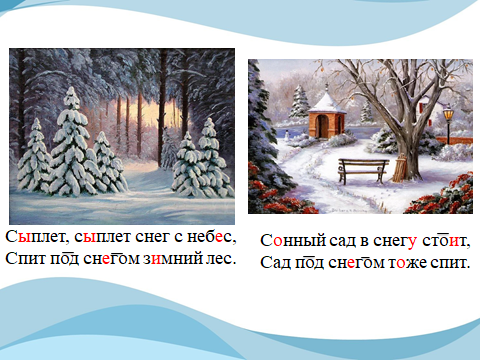 Сыплет, сыплет снег с небес,
Спит под снегом зимний лес.
Сонный сад в снегу стоит,
Сад под снегом тоже спит.